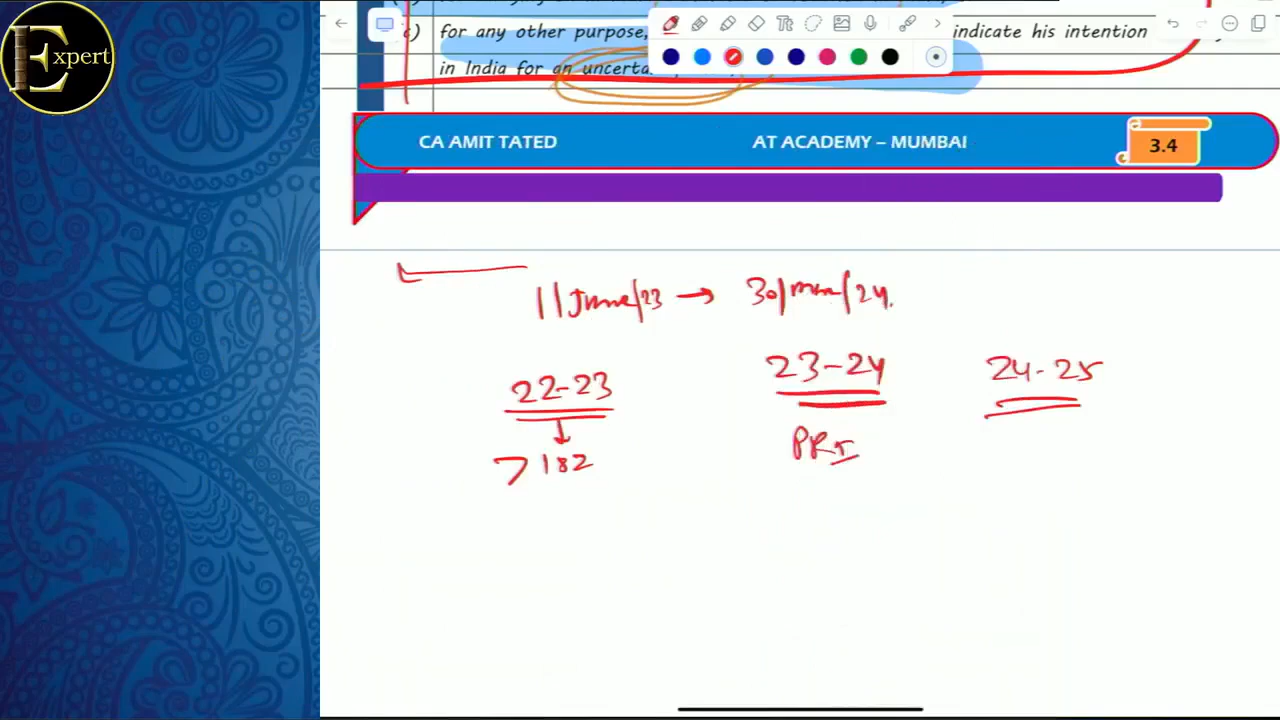 Expert
c) for any other purpose, indicate his intention
in India for an uncerta
CA AMIT TATED AT ACADEMY – MUMBAI 3.4
11 June/23 → 30/mar/24.
22-23 23-24 24-25
>182 PRI